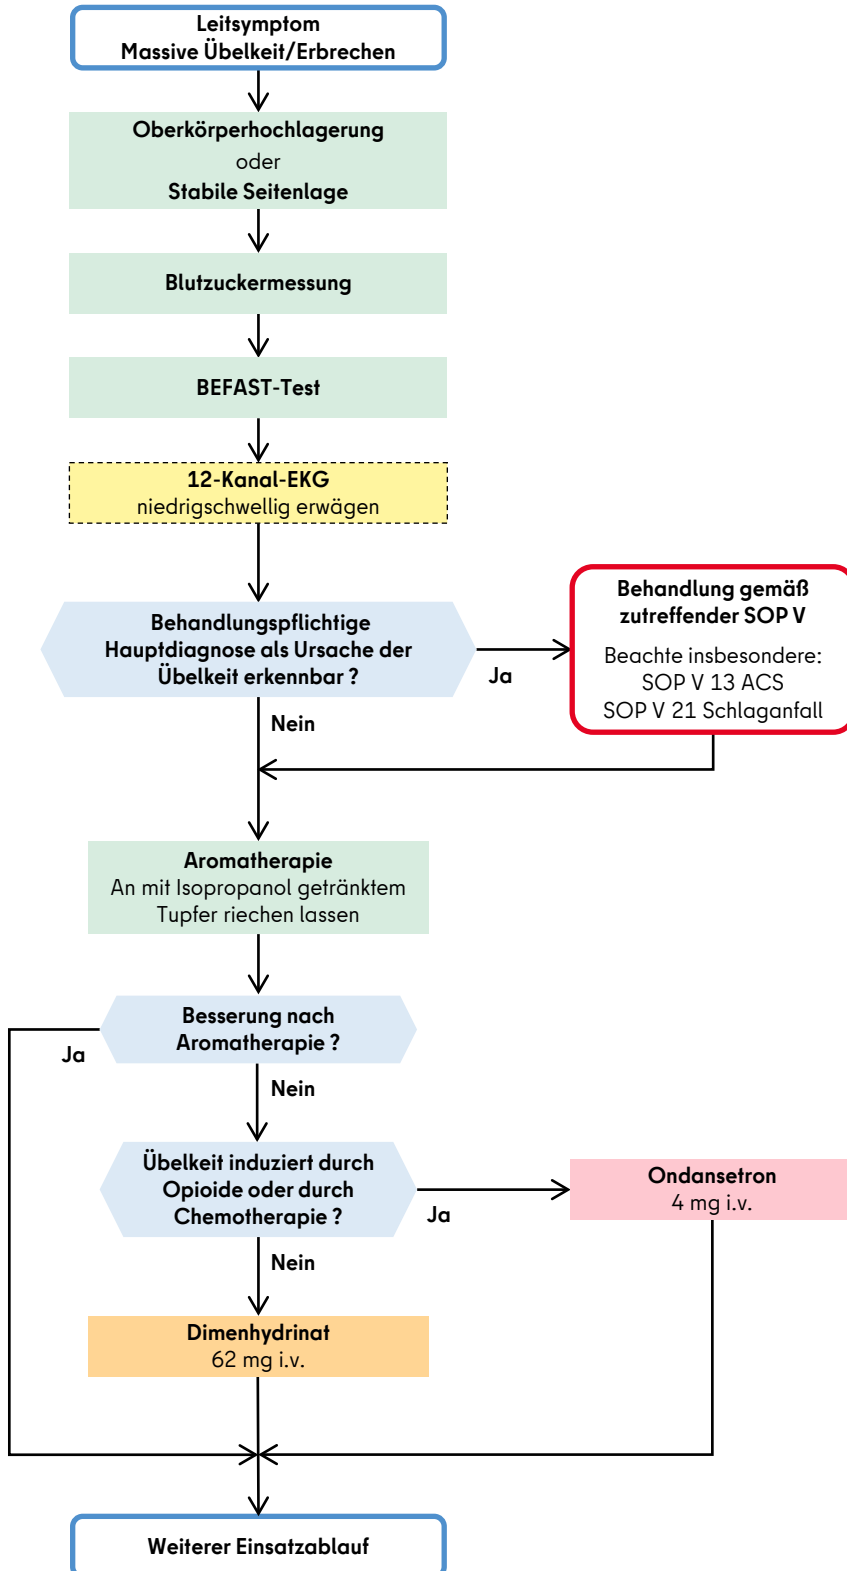 Leitsymptom
Massive Übelkeit/Erbrechen
Oberkörperhochlagerung
oder
Stabile Seitenlage
Blutzuckermessung
BEFAST-Test
12-Kanal-EKG
niedrigschwellig erwägen
Behandlungspflichtige
Hauptdiagnose als Ursache der
Übelkeit erkennbar ?
Ja
Behandlung gemäß
zutreffender SOP V
Beachte insbesondere:
SOP V 13 ACS
SOP V 21 Schlaganfall
Nein
Aromatherapie
An mit Isopropanol getränktem
Tupfer riechen lassen
Besserung nach
Aromatherapie ?
Ja
Nein
Übelkeit induziert durch
Opioide oder durch
Chemotherapie ?
Ja
Ondansetron
4 mg i.v.
Nein
Dimenhydrinat
62 mg i.v.
Weiterer Einsatzablauf